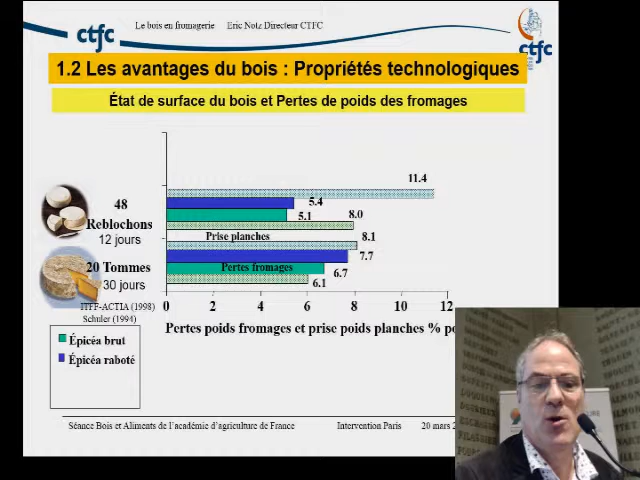 Le bois en fromagerie Eric Notz Directeur CTFC
ctfc
ctfc
1.2 Les avantages du bois : Propriétés technologiques
État de surface du bois et Pertes de poids des fromages
11.4
5.4
48
Reblochons
12 jours
5.1
8.0
Prise planches
8.1
7.7
20 Tommes
30 jours
Pertes fromages
6.7
6.1
ITFF-ACTIA (1998)
Schuler (1994)
0 2 4 6 8 10 12
Pertes poids fromages et prise poids planches % po
Épicéa brut
Épicéa raboté
Séance Bois et Aliments de l'académie d'agriculture de France Intervention Paris 20 mars 2